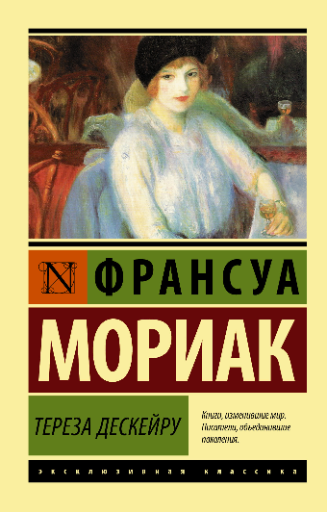 N
ФРАНСУА
МОРИАК
ТЕРЕЗА ДЕСКЕЙРУ
Книги, изменившие мир.
Писатели, объединившие
поколения.
эксклюзивная классика